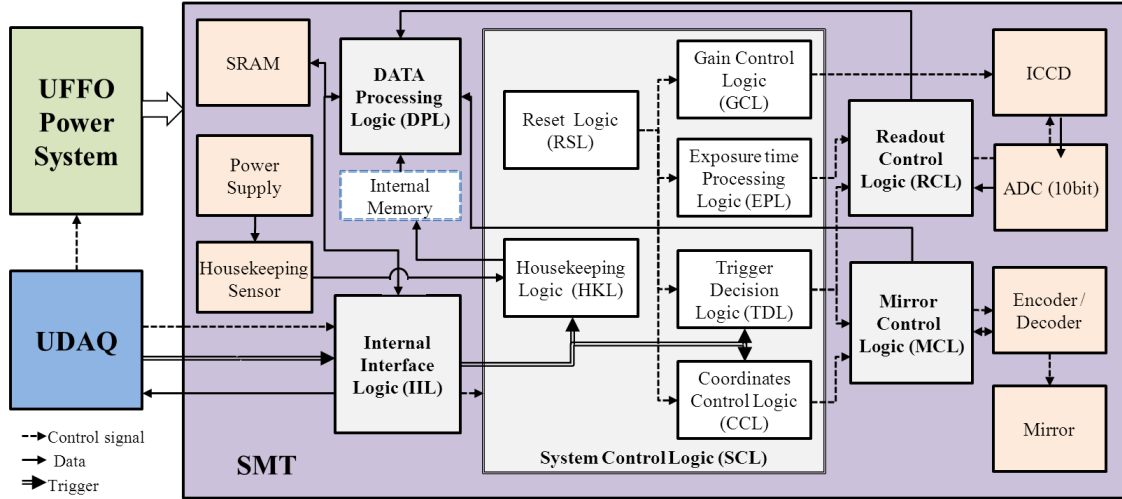 UFFO
Power
System
UDAQ
Control signal
Data
Trigger
SMT
SRAM
Power
Supply
Housekeeping
Sensor
DATA
Processing
Logic (DPL)
Internal
Memory
Internal
Interface
Logic (IIL)
Reset Logic
(RSL)
Housekeeping
Logic (HKL)
Gain Control
Logic
(GCL)
Exposure time
Processing
Logic (EPL)
Trigger
Decision
Logic (TDL)
Coordinates
Control Logic
(CCL)
System Control Logic (SCL)
Readout
Control
Logic (RCL)
Mirror
Control
Logic (MCL)
ICCD
ADC (10bit)
Encoder /
Decoder
Mirror